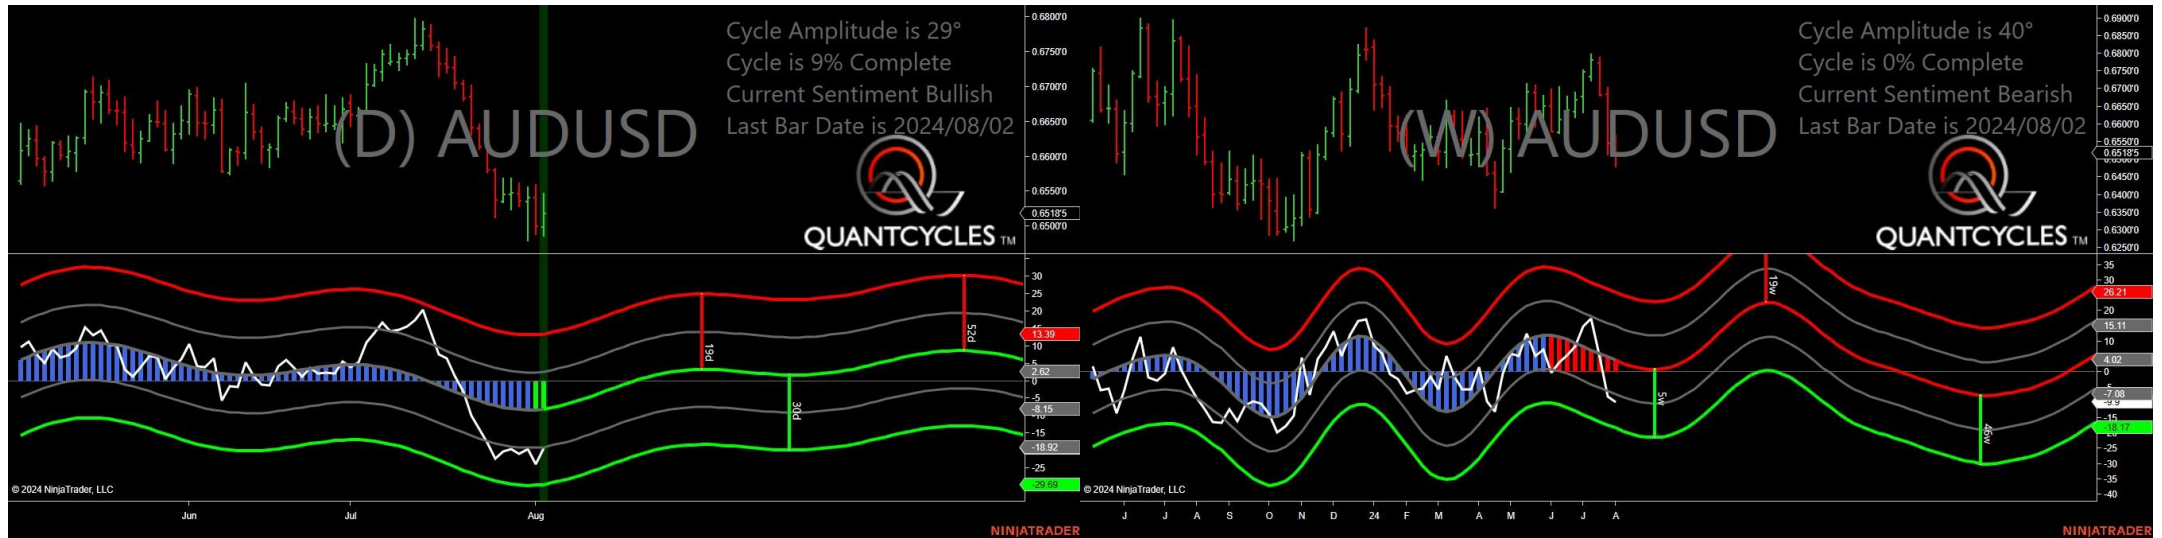 Cycle Amplitude is 29°
Cycle is 9% Complete
Current Sentiment Bullish
Last Bar Date is 2024/08/02
(D) AUDUSD
QUANTCYCLES TM
0.6800'0
0.6750'0
0.6700'0
0.6650'0
0.6600'0
0.6550'0
0.6518'5
0.6500'0
30
25
20
13.39
10
5
2.62
0
-5
-8.15
-15
-18.92
-25
-29.69
19d
30d
52d
© 2024 NinjaTrader, LLC
Jun
Jul
Aug
NINJATRADER
Cycle Amplitude is 40°
Cycle is 0% Complete
Current Sentiment Bearish
Last Bar Date is 2024/08/02
(W) AUDUSD
QUANTCYCLES TM
0.6900'0
0.6850'0
0.6800'0
0.6750'0
0.6700'0
0.6650'0
0.6600'0
0.6550'0
0.6518'5
0.6450'0
0.6400'0
0.6350'0
0.6300'0
0.6250'0
35
30
26.21
20
15.11
10
4.02
0
-7.08
-9.9
-15
-18.17
-25
-30
-35
-40
5w
19w
46w
© 2024 NinjaTrader, LLC
J
J
A
S
O
N
D
24
F
M
A
M
J
J
A
NINJATRADER